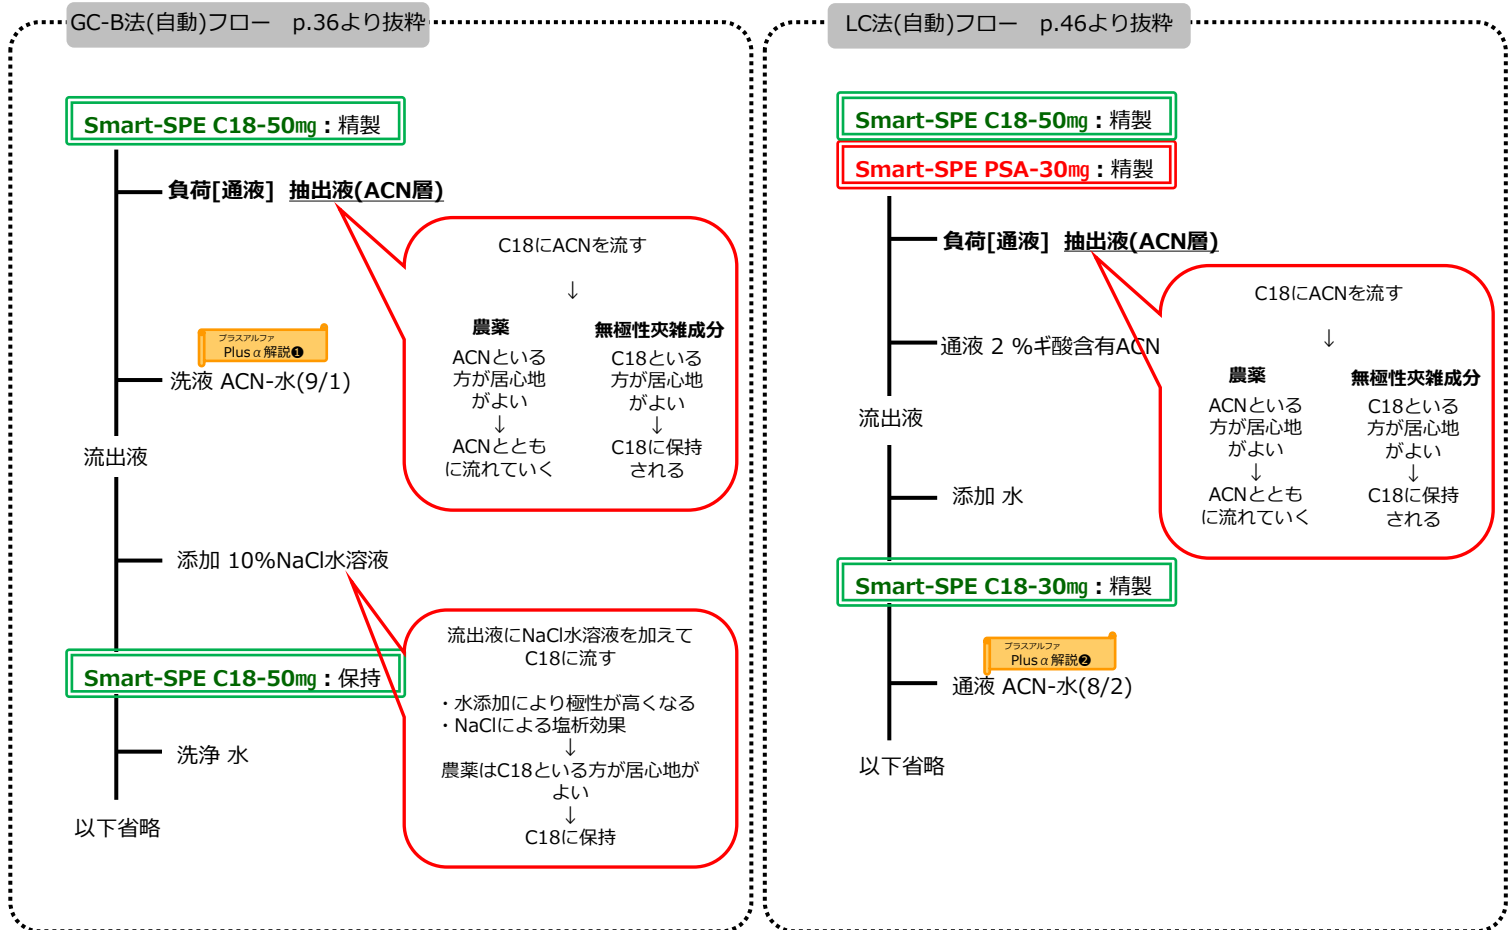 GC-B法(自動)フロー　p.36より抜粋
Smart-SPE C18-50mg：精製
負荷[通液] 抽出液(ACN層)
C18にACNを流す
↓
農薬
ACNといる
方が居心地
がよい
↓
ACNととも
に流れていく
無極性夾雑成分
C18といる
方が居心地
がよい
↓
C18に保持
される
プラスアルファ
Plus α 解説❶
洗液 ACN-水(9/1)
流出液
添加 10%NaCl水溶液
流出液にNaCl水溶液を加えて
C18に流す
・水添加により極性が高くなる
・NaClによる塩析効果
↓
農薬はC18といる方が居心地が
よい
↓
C18に保持
Smart-SPE C18-50mg：保持
洗浄 水
以下省略
LC法(自動)フロー　p.46より抜粋
Smart-SPE C18-50mg：精製
Smart-SPE PSA-30mg：精製
負荷[通液] 抽出液(ACN層)
C18にACNを流す
↓
農薬
ACNといる
方が居心地
がよい
↓
ACNととも
に流れていく
無極性夾雑成分
C18といる
方が居心地
がよい
↓
C18に保持
される
通液 2 %ギ酸含有ACN
流出液
添加 水
Smart-SPE C18-30mg：精製
プラスアルファ
Plus α 解説❷
通液 ACN-水(8/2)
以下省略